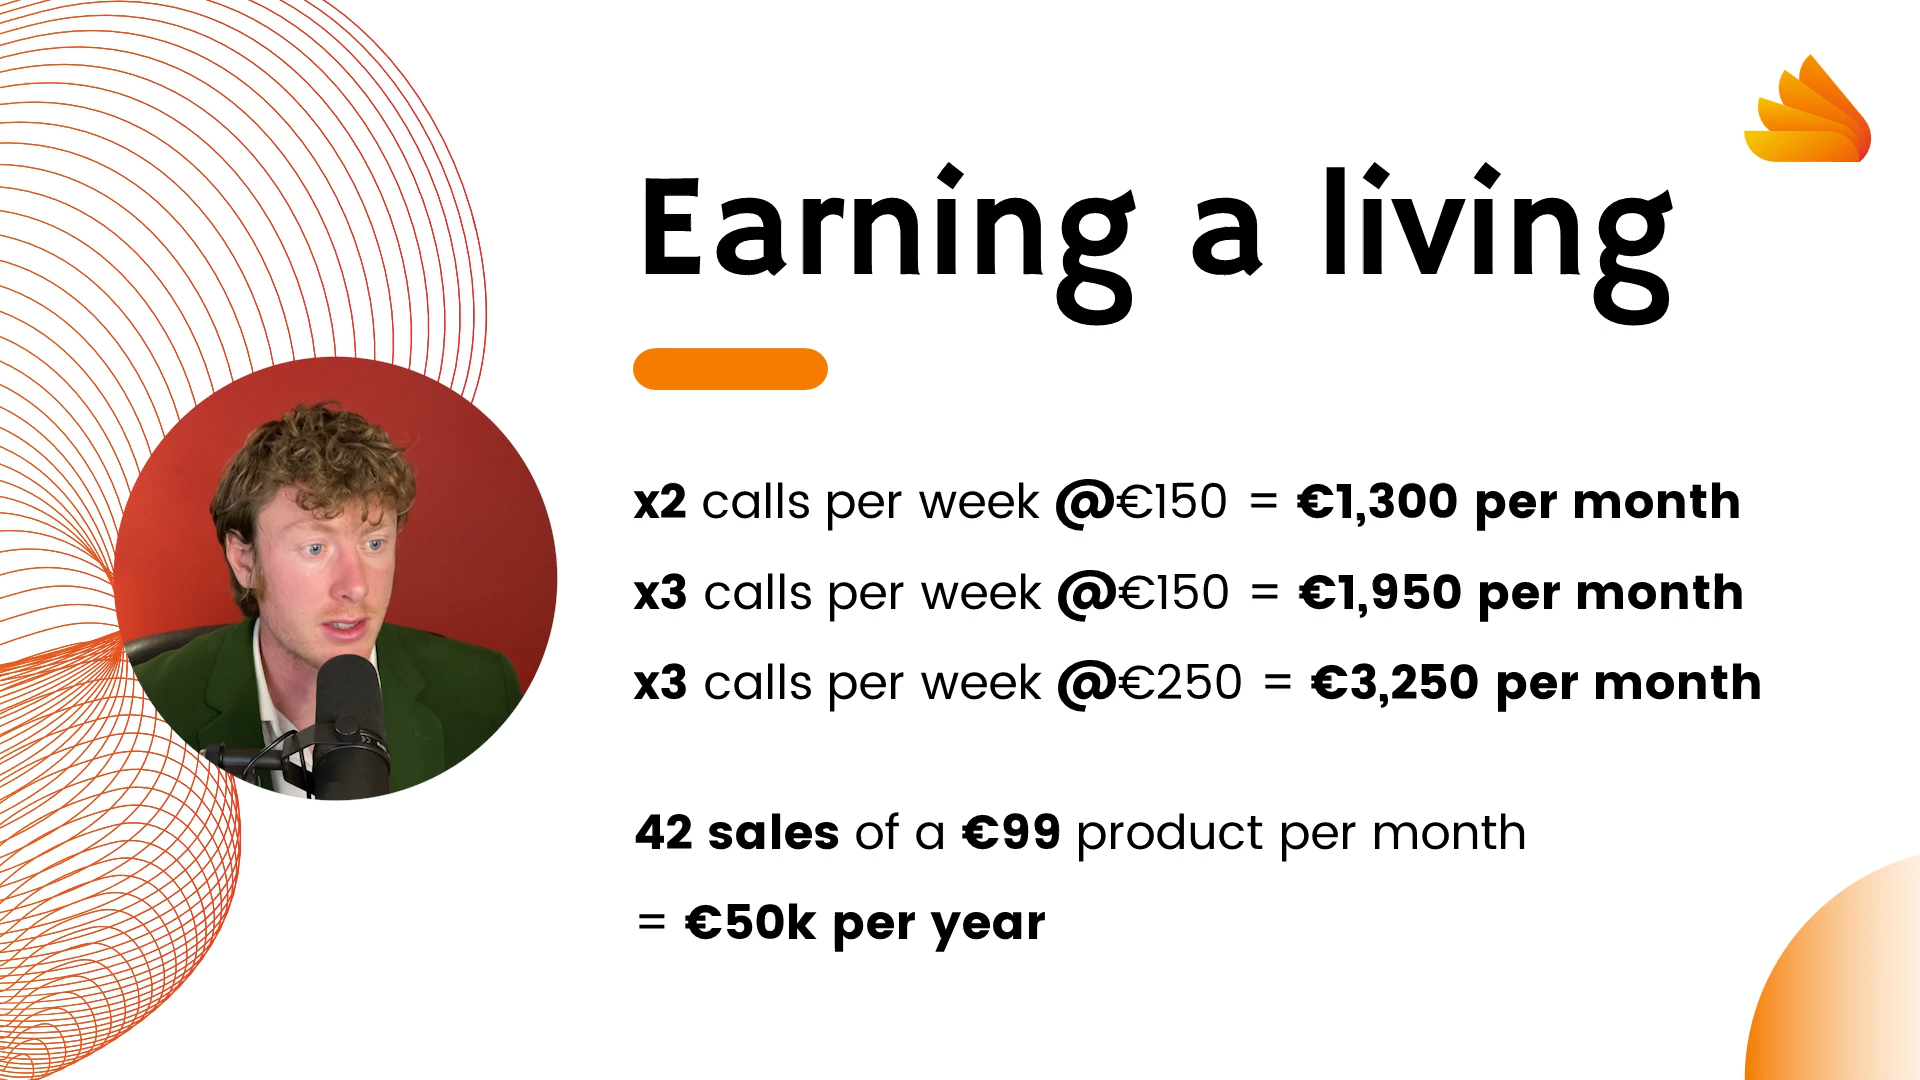 Earning a living
x2 calls per week @€150 = €1,300 per month
x3 calls per week @€150 = €1,950 per month
x3 calls per week @€250 = €3,250 per month
42 sales of a €99 product per month
= €50k per year